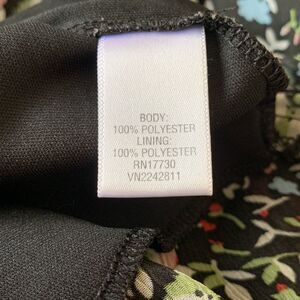 BODY:
100% POLYESTER
LINING:
100% POLYESTER
RN17730
VN2242811